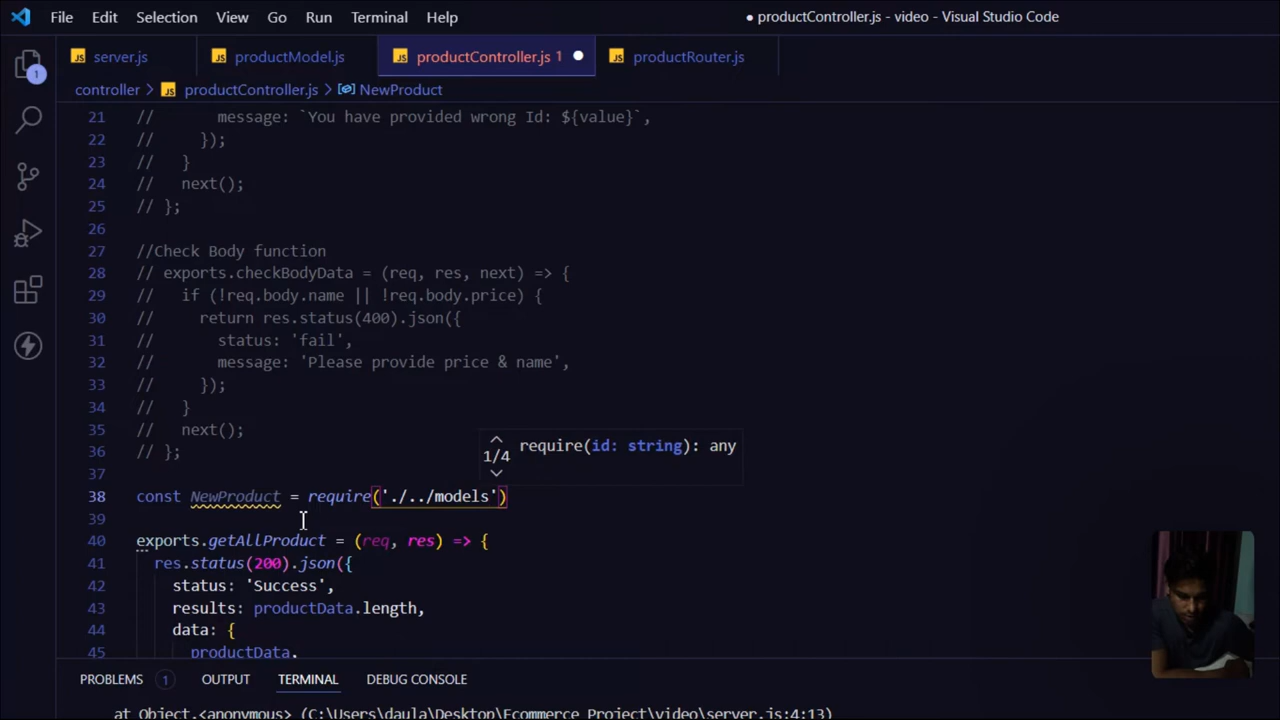 File Edit Selection View Go Run Terminal Help ● productController.js - video - Visual Studio Code
JS server.js JS productModel.js JS productController.js 1 ● JS productRouter.js
1
controller > JS productController.js > NewProduct
21 // message: `You have provided wrong Id: ${value}`,
22 // });
23 // }
24 // next();
25 // };
26
27 //Check Body function
28 // exports.checkBodyData = (req, res, next) => {
29 // if (!req.body.name || !req.body.price) {
30 // return res.status(400).json({
31 // status: 'fail',
32 // message: 'Please provide price & name',
33 // });
34 // }
35 // next();
36 // };
1/4 require(id: string): any
37
38 const NewProduct = require('./../models')
39
40 exports.getAllProduct = (req, res) => {
41 res.status(200).json({
42 status: 'Success',
43 results: productData.length,
44 data: {
45 productData,
PROBLEMS 1 OUTPUT TERMINAL DEBUG CONSOLE
at Object.<anonymous> (C:\Users\daula\Desktop\Ecommerce Project\video\server.js:4:13)